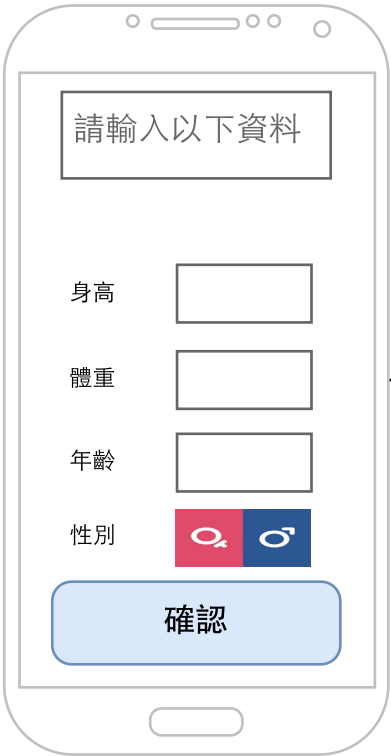 請輸入以下資料
身高
體重
年齡
性別
確認